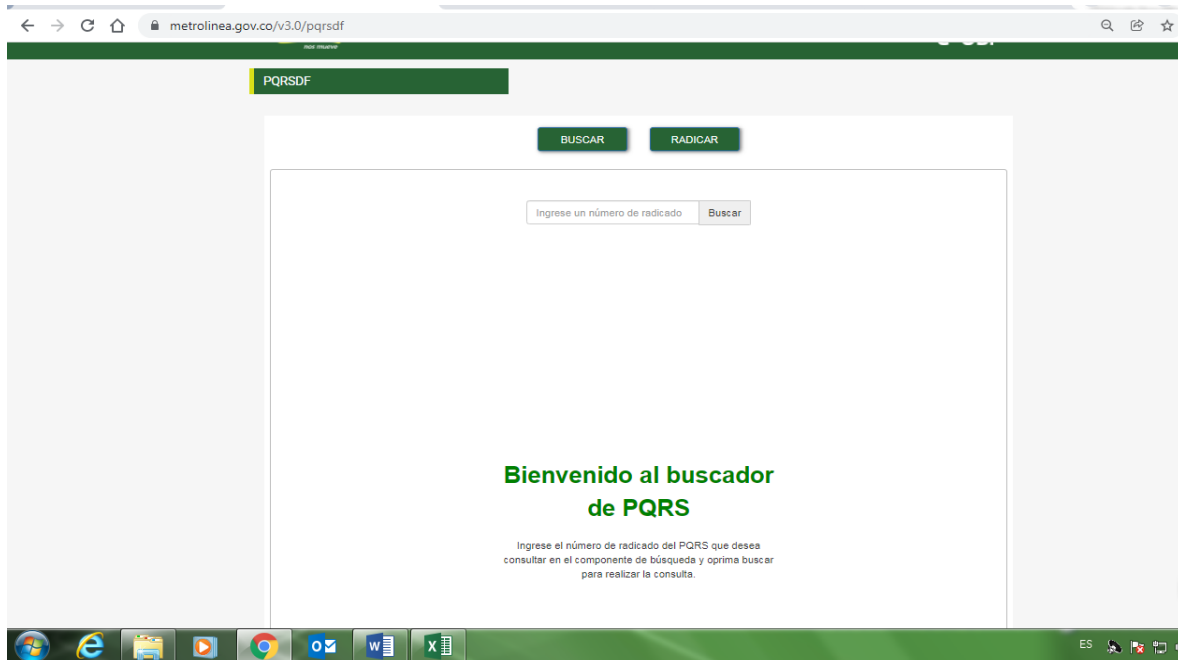 metrolinea.gov.co/v3.0/pqrsdf
nos mueve
PQRSDF
BUSCAR RADICAR
Ingrese un número de radicado Buscar
Bienvenido al buscador
de PQRS
Ingrese el número de radicado del PQRS que desea
consultar en el componente de búsqueda y oprima buscar
para realizar la consulta.
ES